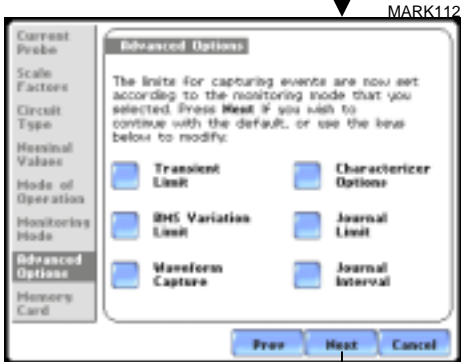 MARK112
Current
Probe
Scale
Factors
Circuit
Type
Nominal
Values
Mode of
Operation
Monitoring
Mode
Advanced
Options
Memory
Card
Advanced Options
The limits for capturing events are now set
according to the monitoring mode that you
selected. Press Next if you wish to
continue with the default, or use the keys
below to modify:
Transient
Limit
Characterizer
Options
RMS Variation
Limit
Journal
Limit
Waveform
Capture
Journal
Interval
Prev Next Cancel